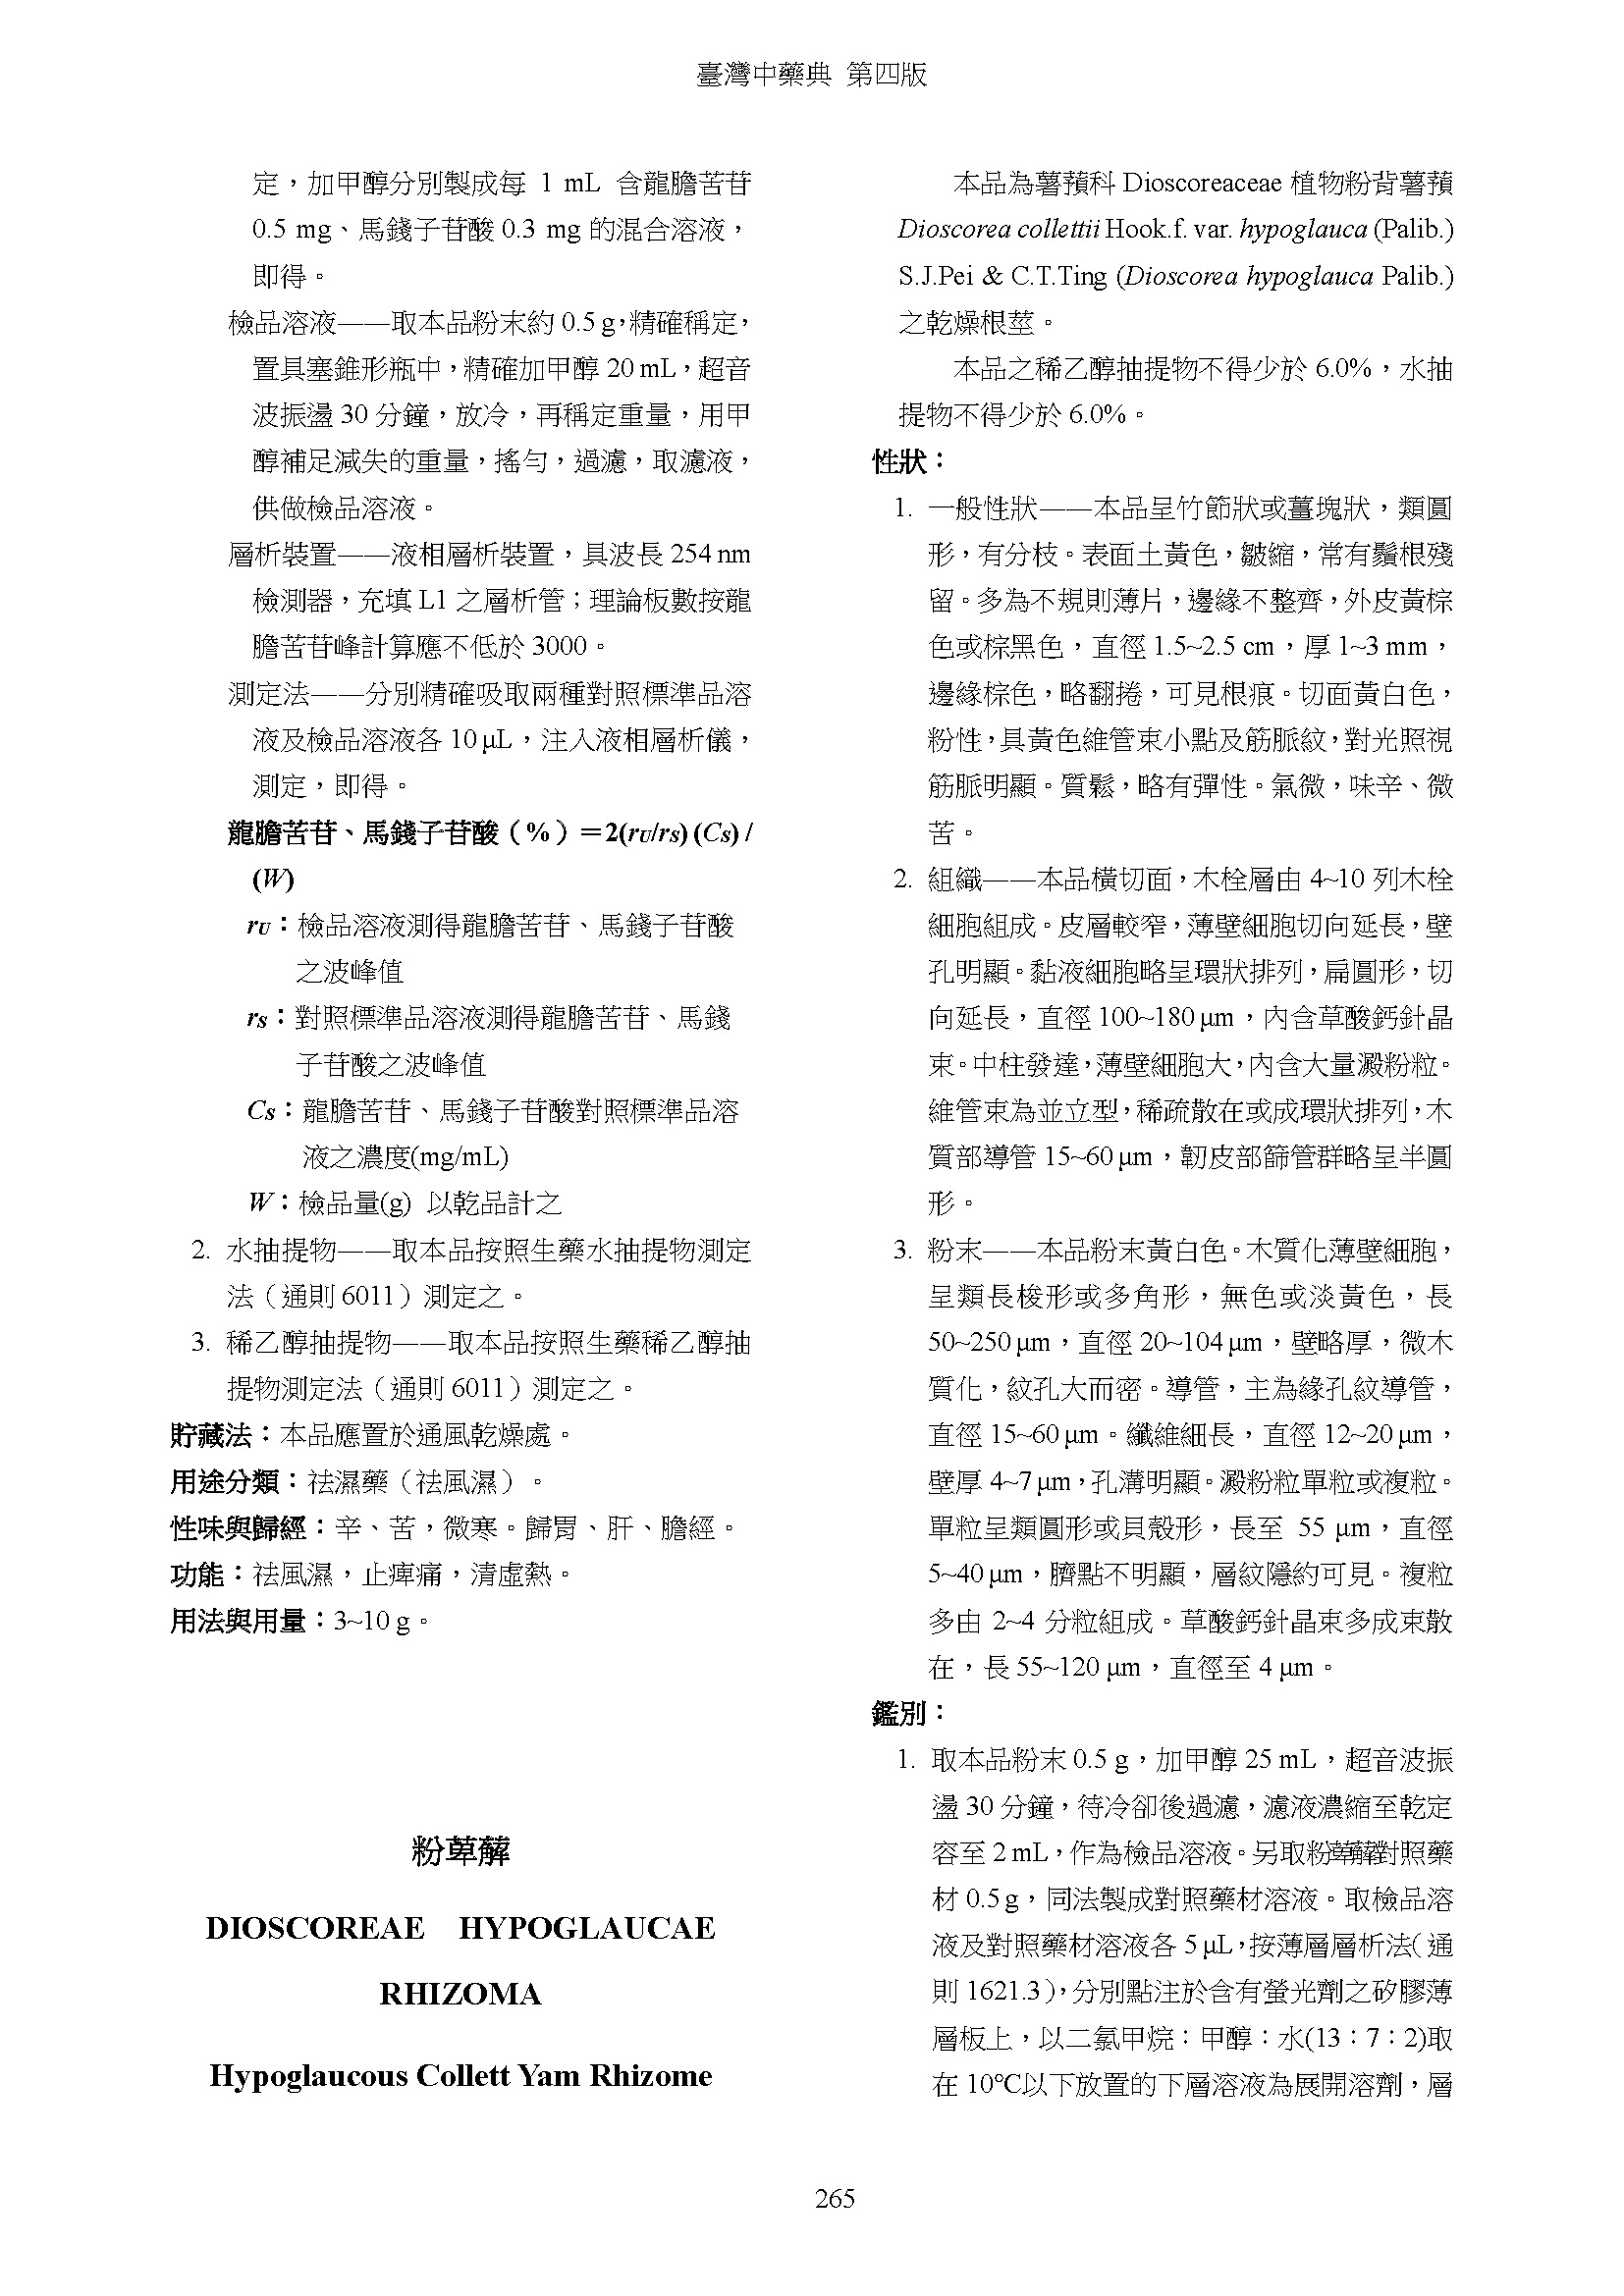 臺灣中藥典 第四版
定，加甲醇分別製成每 1 mL 含龍膽苦苷
0.5 mg、馬錢子苷酸 0.3 mg 的混合溶液，
即得。
檢品溶液——取本品粉末約 0.5 g，精確稱定，
置具塞錐形瓶中，精確加甲醇 20 mL，超音
波振盪 30 分鐘，放冷，再稱定重量，用甲
醇補足減失的重量，搖勻，過濾，取濾液，
供做檢品溶液。
層析裝置——液相層析裝置，具波長 254 nm
檢測器，充填 L1 之層析管；理論板數按龍
膽苦苷峰計算應不低於 3000。
測定法——分別精確吸取兩種對照標準品溶
液及檢品溶液各 10 μL，注入液相層析儀，
測定，即得。
龍膽苦苷、馬錢子苷酸（%）＝2(rU/rS) (CS) /
(W)
rU：檢品溶液測得龍膽苦苷、馬錢子苷酸
之波峰值
rS：對照標準品溶液測得龍膽苦苷、馬錢
子苷酸之波峰值
CS：龍膽苦苷、馬錢子苷酸對照標準品溶
液之濃度(mg/mL)
W：檢品量(g) 以乾品計之
2. 水抽提物——取本品按照生藥水抽提物測定
法（通則 6011）測定之。
3. 稀乙醇抽提物——取本品按照生藥稀乙醇抽
提物測定法（通則 6011）測定之。
貯藏法：本品應置於通風乾燥處。
用途分類：祛濕藥（祛風濕）。
性味與歸經：辛、苦，微寒。歸胃、肝、膽經。
功能：祛風濕，止痺痛，清虛熱。
用法與用量：3~10 g。
粉萆薢
DIOSCOREAE HYPOGLAUCAE
RHIZOMA
Hypoglaucous Collett Yam Rhizome
本品為薯蕷科 Dioscoreaceae 植物粉背薯蕷
Dioscorea collettii Hook.f. var. hypoglauca (Palib.)
S.J.Pei & C.T.Ting (Dioscorea hypoglauca Palib.)
之乾燥根莖。
本品之稀乙醇抽提物不得少於 6.0%，水抽
提物不得少於 6.0%。
性狀：
1. 一般性狀——本品呈竹節狀或薑塊狀，類圓
形，有分枝。表面土黃色，皺縮，常有鬚根殘
留。多為不規則薄片，邊緣不整齊，外皮黃棕
色或棕黑色，直徑 1.5~2.5 cm，厚 1~3 mm，
邊緣棕色，略翻捲，可見根痕。切面黃白色，
粉性，具黃色維管束小點及筋脈紋，對光照視
筋脈明顯。質鬆，略有彈性。氣微，味辛、微
苦。
2. 組織——本品橫切面，木栓層由 4~10 列木栓
細胞組成。皮層較窄，薄壁細胞切向延長，壁
孔明顯。黏液細胞略呈環狀排列，扁圓形，切
向延長，直徑 100~180 μm，內含草酸鈣針晶
束。中柱發達，薄壁細胞大，內含大量澱粉粒。
維管束為並立型，稀疏散在或成環狀排列，木
質部導管 15~60 μm，韌皮部篩管群略呈半圓
形。
3. 粉末——本品粉末黃白色。木質化薄壁細胞，
呈類長梭形或多角形，無色或淡黃色，長
50~250 μm，直徑 20~104 μm，壁略厚，微木
質化，紋孔大而密。導管，主為緣孔紋導管，
直徑 15~60 μm。纖維細長，直徑 12~20 μm，
壁厚 4~7 μm，孔溝明顯。澱粉粒單粒或複粒。
單粒呈類圓形或貝殼形，長至 55 μm，直徑
5~40 μm，臍點不明顯，層紋隱約可見。複粒
多由 2~4 分粒組成。草酸鈣針晶束多成束散
在，長 55~120 μm，直徑至 4 μm。
鑑別：
1. 取本品粉末 0.5 g，加甲醇 25 mL，超音波振
盪 30 分鐘，待冷卻後過濾，濾液濃縮至乾定
容至 2 mL，作為檢品溶液。另取粉萆薢對照藥
材 0.5 g，同法製成對照藥材溶液。取檢品溶
液及對照藥材溶液各 5 μL，按薄層層析法（通
則 1621.3），分別點注於含有螢光劑之矽膠薄
層板上，以二氯甲烷：甲醇：水(13：7：2)取
在 10℃以下放置的下層溶液為展開溶劑，層
265